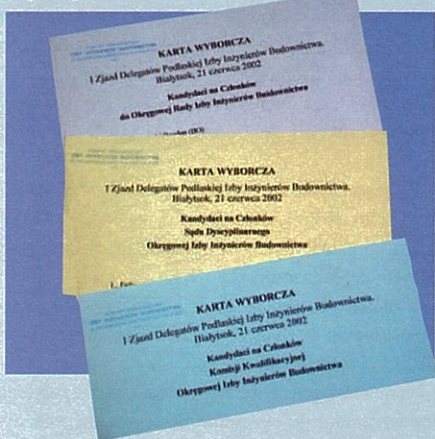 KARTA WYBORCZA
I Zjazd Delegatów Podlaskiej Izby Inżynierów Budownictwa.
Białystok, 21 czerwca 2002
Kandydaci na Członków
do Okręgowej Rady Izby Inżynierów Budownictwa
KARTA WYBORCZA
I Zjazd Delegatów Podlaskiej Izby Inżynierów Budownictwa.
Białystok, 21 czerwca 2002
Kandydaci na Członków
Sądu Dyscyplinarnego
Okręgowej Izby Inżynierów Budownictwa
KARTA WYBORCZA
I Zjazd Delegatów Podlaskiej Izby Inżynierów Budownictwa.
Białystok, 21 czerwca 2002
Kandydaci na Członków
Komisji Kwalifikacyjnej
Okręgowej Izby Inżynierów Budownictwa